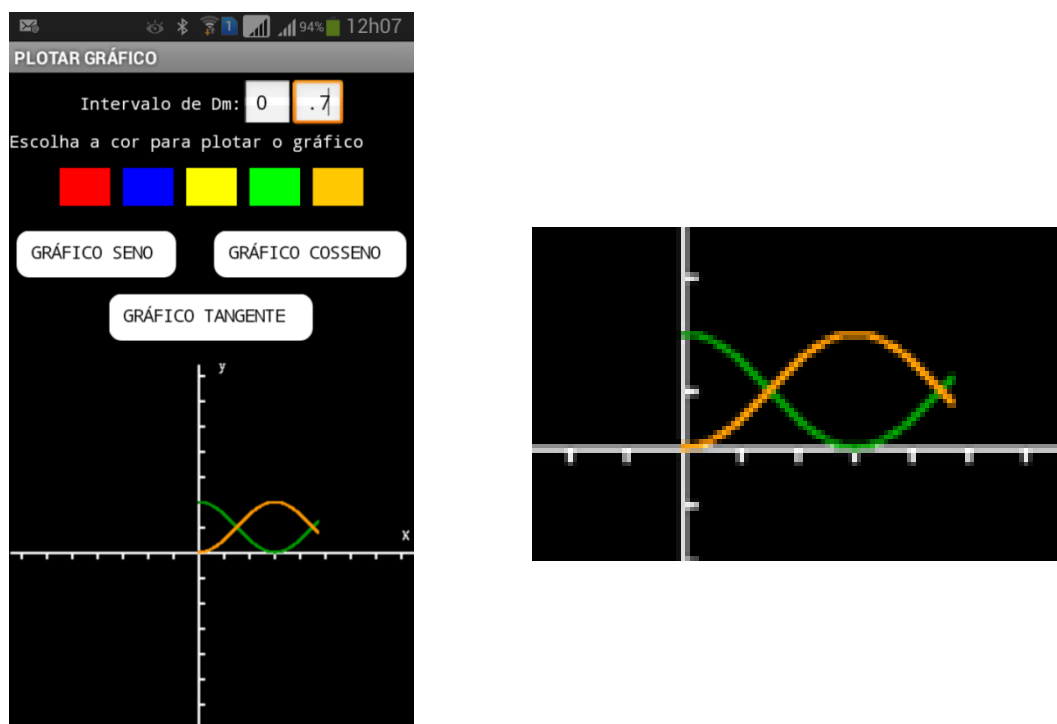 1 94% 12h07
PLOTAR GRÁFICO
Intervalo de Dm: 0 .7
Escolha a cor para plotar o gráfico
GRÁFICO SENO GRÁFICO COSSENO
GRÁFICO TANGENTE
y
x